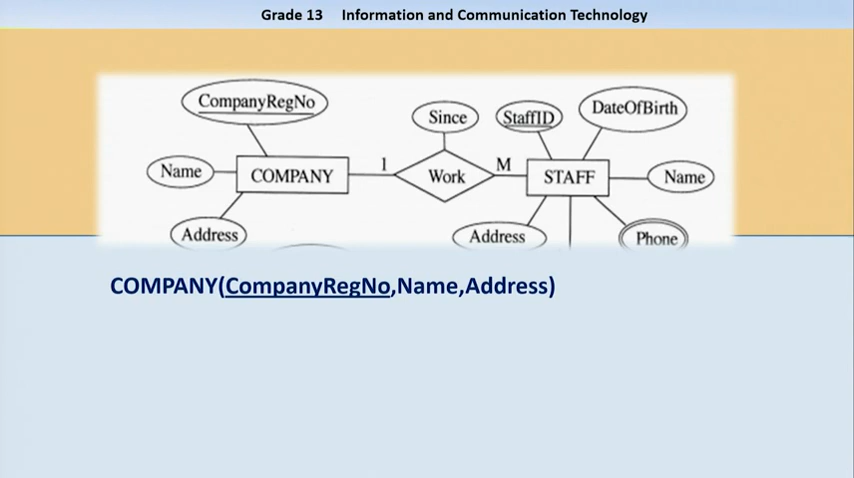 Grade 13 Information and Communication Technology
CompanyRegNo
Since
StaffID
DateOfBirth
Name
COMPANY
1
Work
M
STAFF
Name
Address
Address
Phone
COMPANY(CompanyRegNo,Name,Address)